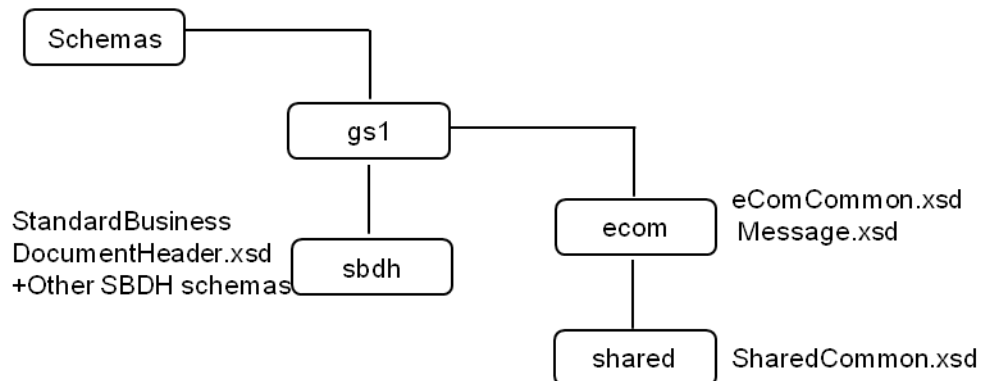 Schemas
gs1
StandardBusiness
DocumentHeader.xsd
+Other SBDH schemas
sbdh
ecom
eComCommon.xsd
Message.xsd
shared
SharedCommon.xsd